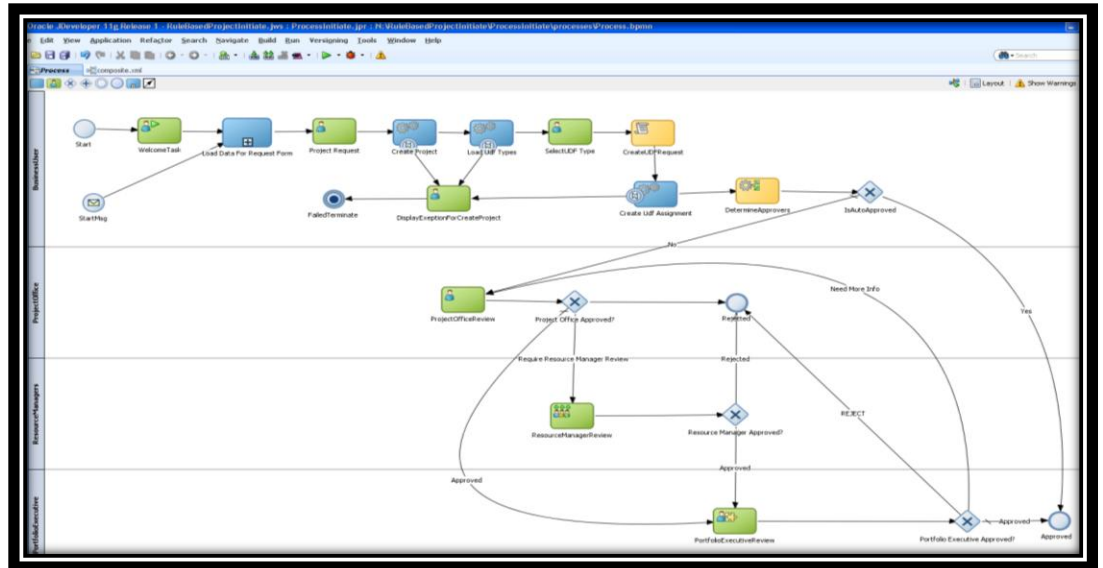 Oracle JDeveloper 11g Release 1 - RuleBasedProjectInitiate.jws : ProcessInitiate.jpr : N:\RuleBasedProjectInitiate\ProcessInitiate\processes\Process.bpmn
Edit View Application Refactor Search Navigate Build Run Versioning Tools Window Help
Search
Process composite.xml
Layout Show Warnings
BusinessUser
Start
WelcomeTask
Load Data For Request Form
Project Request
Create Project
Load Udf Types
SelectUDF Type
CreateUDFRequest
StartMsg
FailedTerminate
DisplayExeptionForCreateProject
Create Udf Assignment
DetermineApprovers
IsAutoApproved
No
ProjectOffice
ProjectOfficeReview
Project Office Approved?
Rejected
Need More Info
Yes
Require Resource Manager Review
Rejected
ResourceManagers
ResourceManagerReview
Resource Manager Approved?
REJECT
Approved
Approved
PortfolioExecutive
PortfolioExecutiveReview
Portfolio Executive Approved?
Approved
Approved